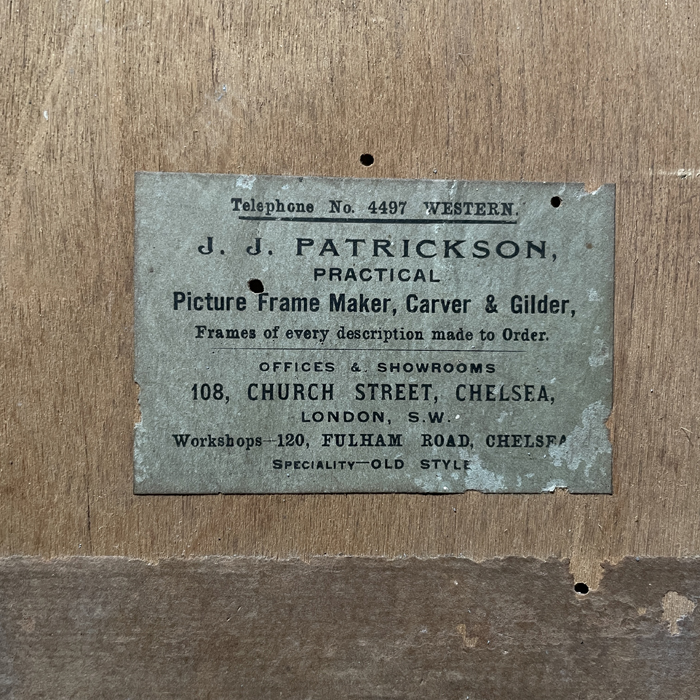 Telephone No. 4497 WESTERN.
J. J. PATRICKSON,
PRACTICAL
Picture Frame Maker, Carver & Gilder,
Frames of every description made to Order.
OFFICES & SHOWROOMS
108, CHURCH STREET, CHELSEA,
LONDON, S.W.
Workshops—120, FULHAM ROAD, CHELSEA
SPECIALITY—OLD STYLE